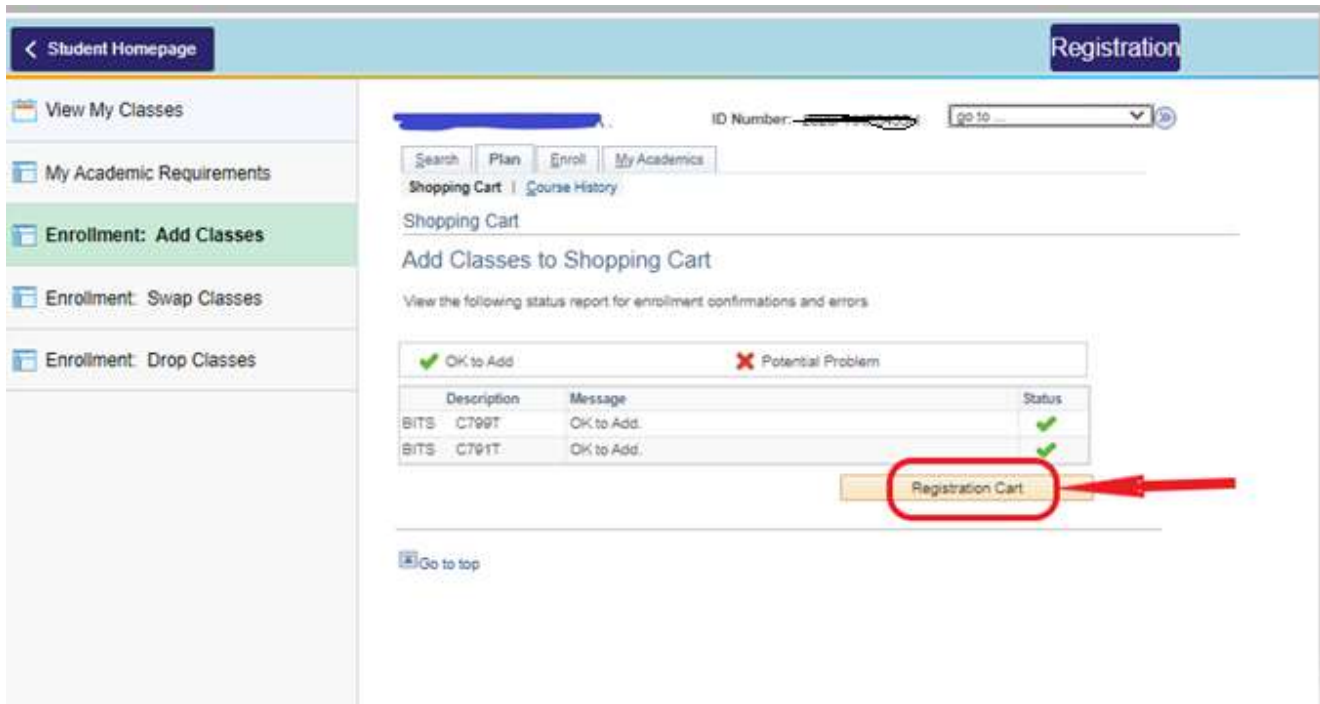 Student Homepage
Registration
View My Classes
My Academic Requirements
Enrollment: Add Classes
Enrollment: Swap Classes
Enrollment: Drop Classes
ID Number:
go to ...
Search Plan Enroll My Academics
Shopping Cart | Course History
Shopping Cart
Add Classes to Shopping Cart
View the following status report for enrollment confirmations and errors
OK to Add Potential Problem
Description Message Status
BITS C799T OK to Add.
BITS C791T OK to Add.
Registration Cart
Go to top